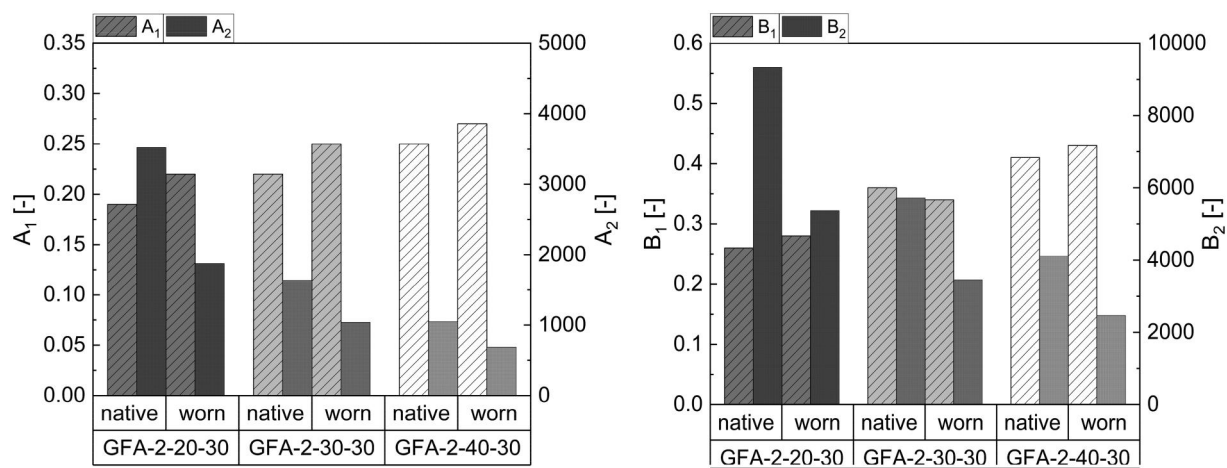 A₁ A₂
0.35
0.30
0.25
0.20
0.15
0.10
0.05
0.00
A₁ [-]
5000
4000
3000
2000
1000
0
A₂ [-]
native worn native worn native worn
GFA-2-20-30 GFA-2-30-30 GFA-2-40-30
B₁ B₂
0.6
0.5
0.4
0.3
0.2
0.1
0.0
B₁ [-]
10000
8000
6000
4000
2000
0
B₂ [-]
native worn native worn native worn
GFA-2-20-30 GFA-2-30-30 GFA-2-40-30